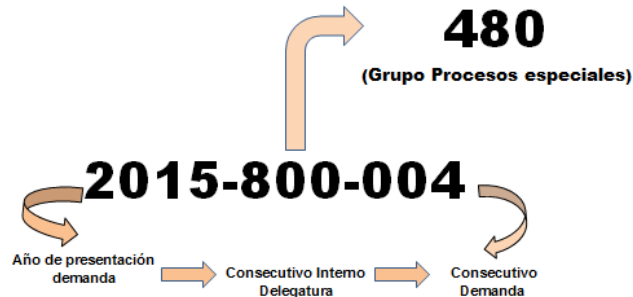 480
(Grupo Procesos especiales)
2015-800-004
Año de presentación
demanda
Consecutivo Interno
Delegatura
Consecutivo
Demanda